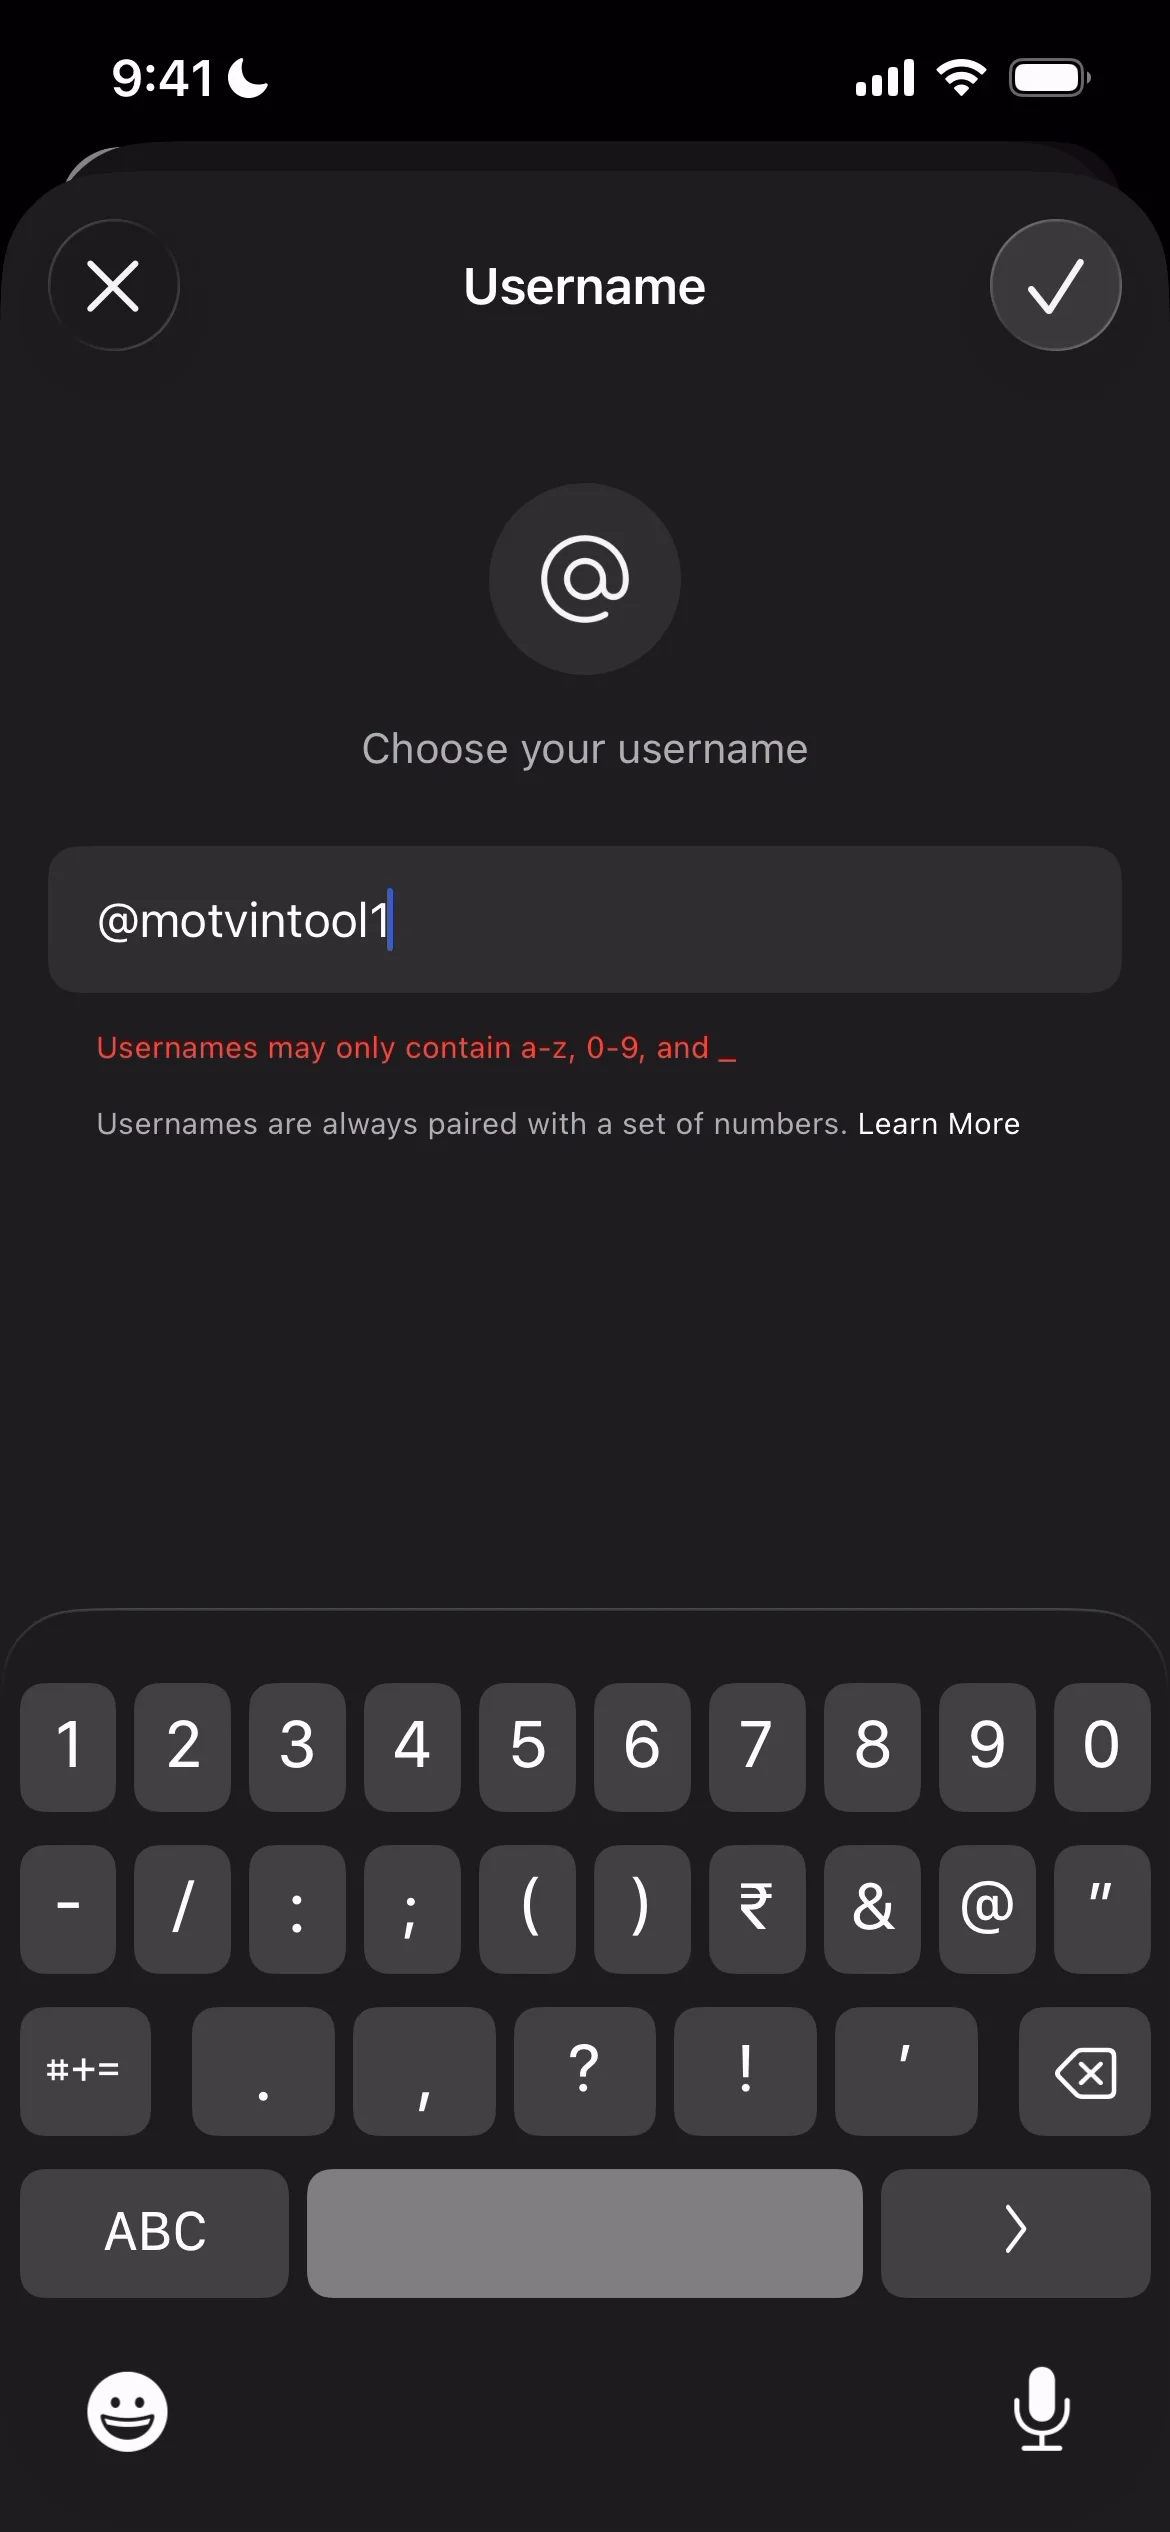 9:41
Username
@
Choose your username
@motvintool1
Usernames may only contain a-z, 0-9, and _
Usernames are always paired with a set of numbers. Learn More
1 2 3 4 5 6 7 8 9 0
- / : ; ( ) ₹ & @ "
#+= . , ? ! '
ABC